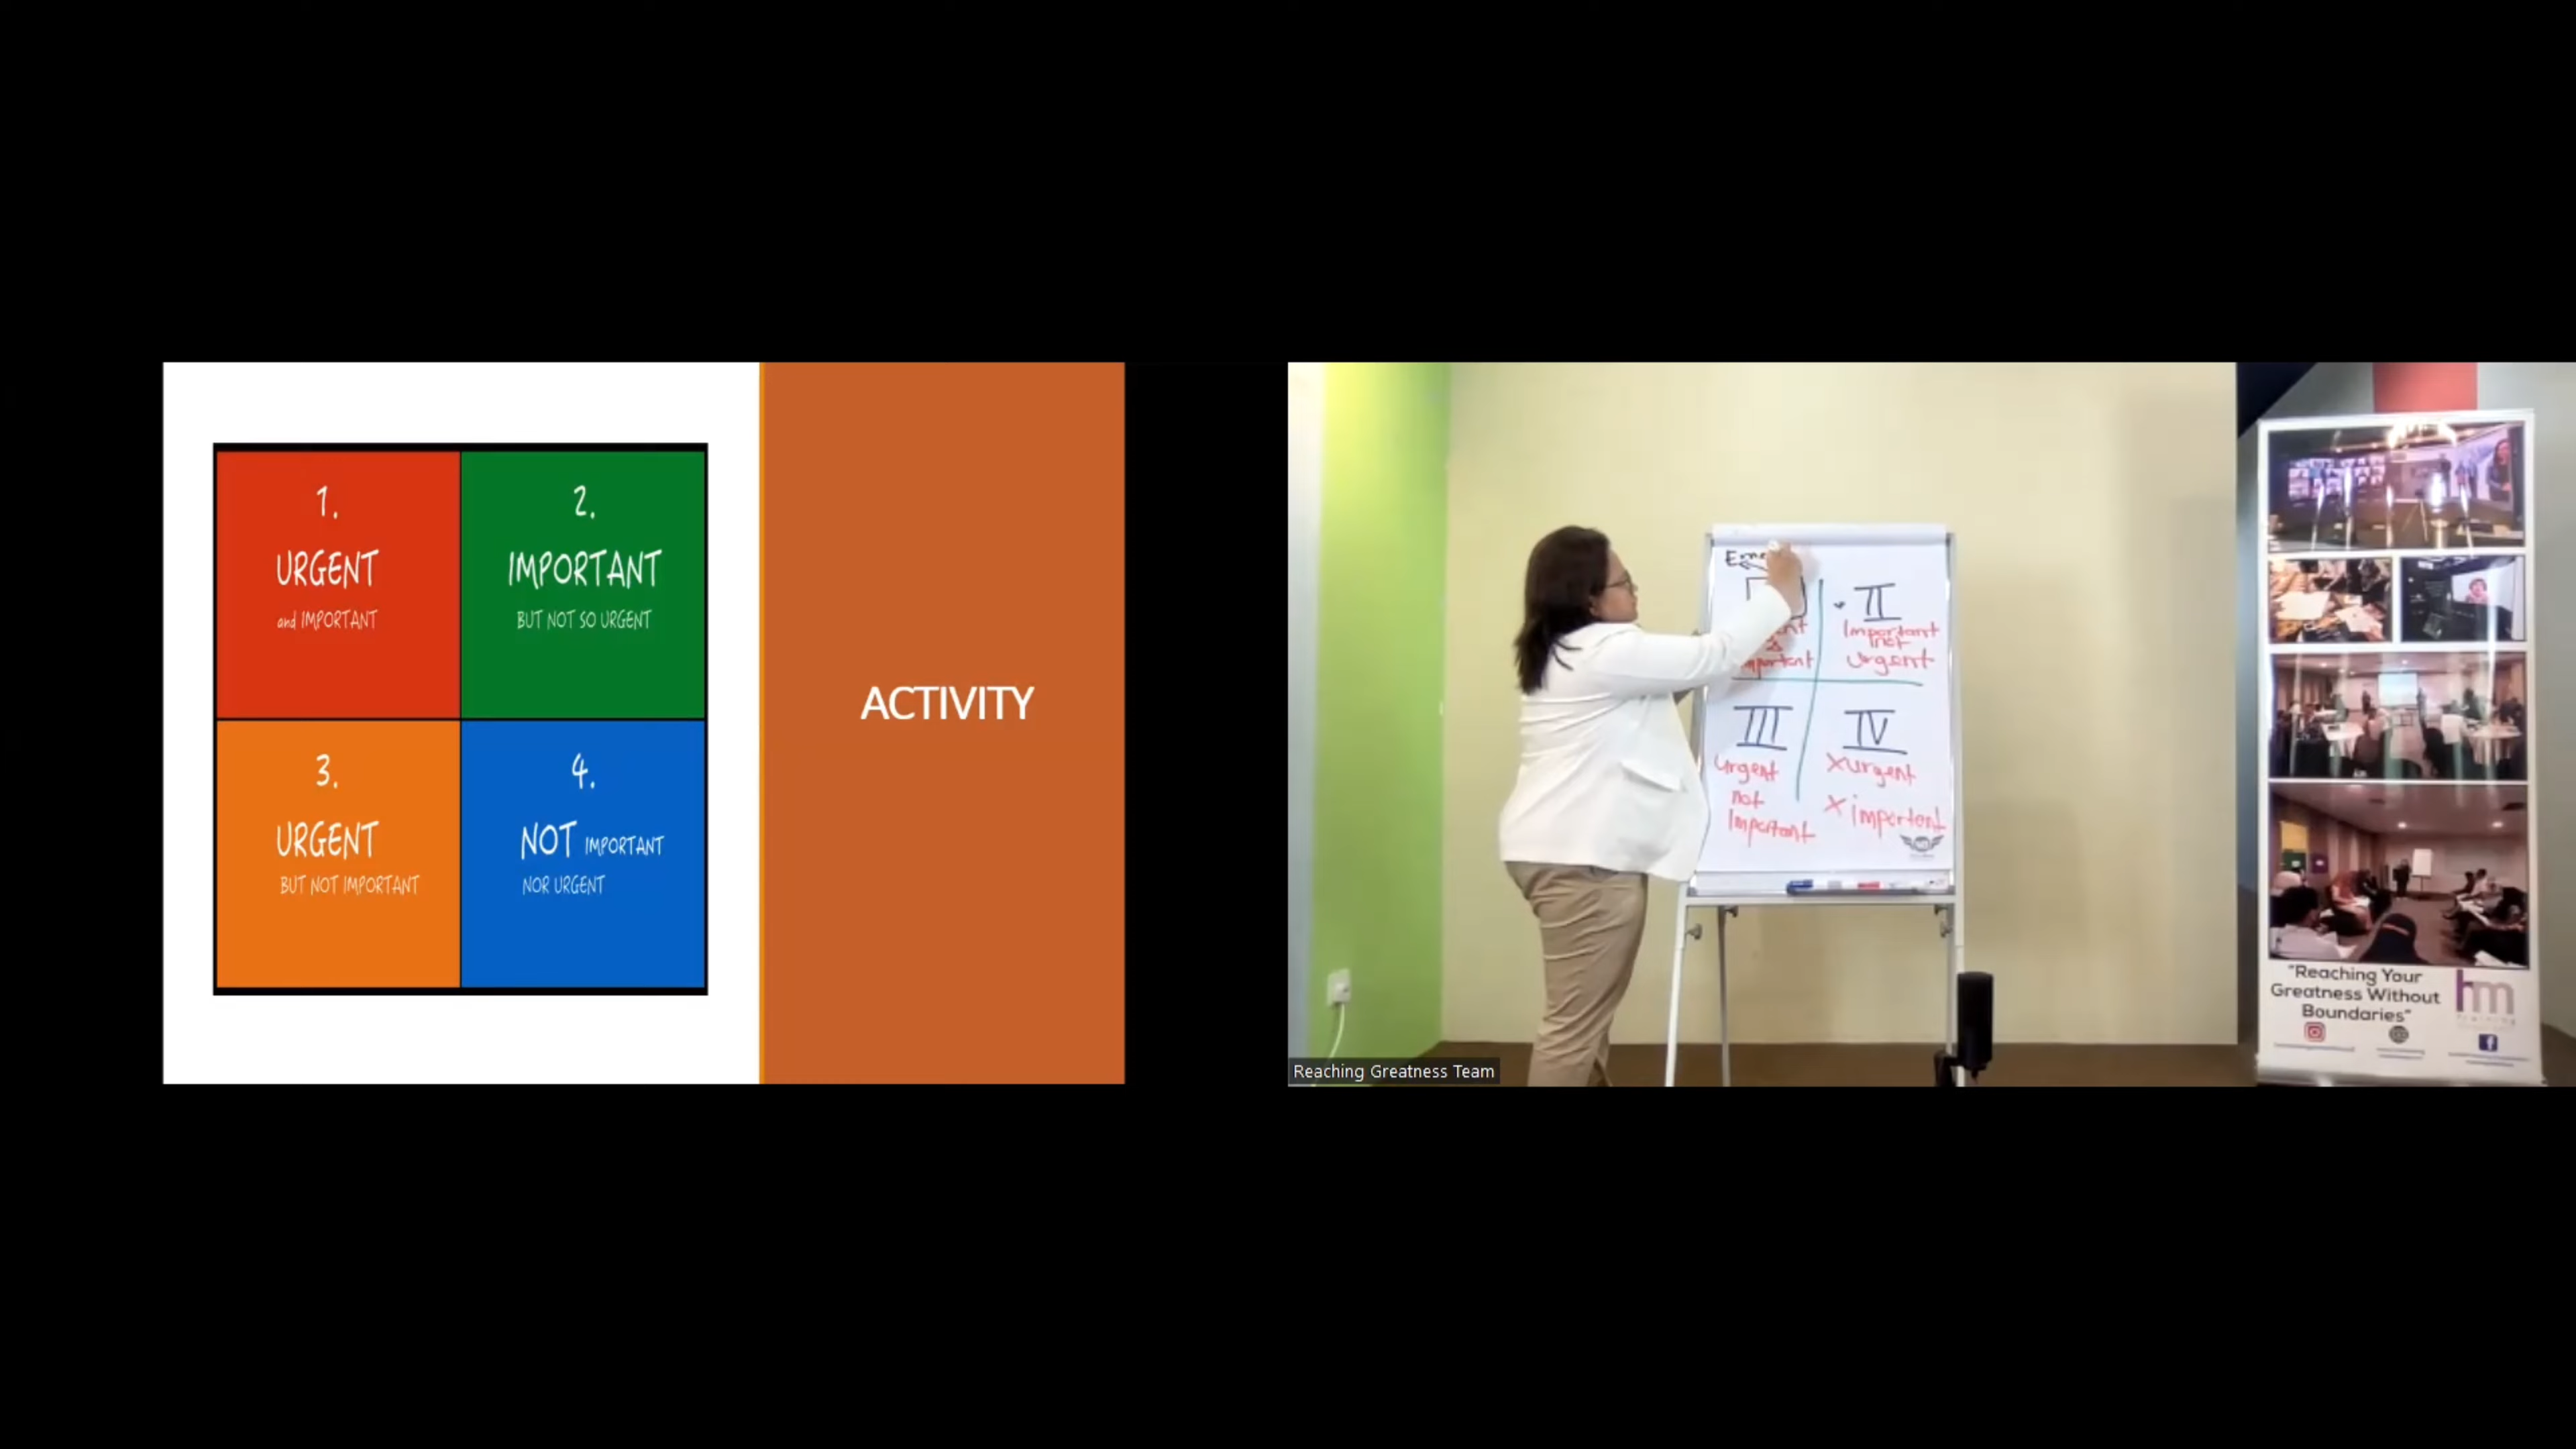 1.
URGENT
and IMPORTANT
2.
IMPORTANT
BUT NOT SO URGENT
3.
URGENT
BUT NOT IMPORTANT
4.
NOT IMPORTANT
NOR URGENT
ACTIVITY
II
Important
not
urgent
III
urgent
not
Important
IV
X urgent
X important
"Reaching Your
Greatness Without
Boundaries"
hm
Reaching Greatness Team